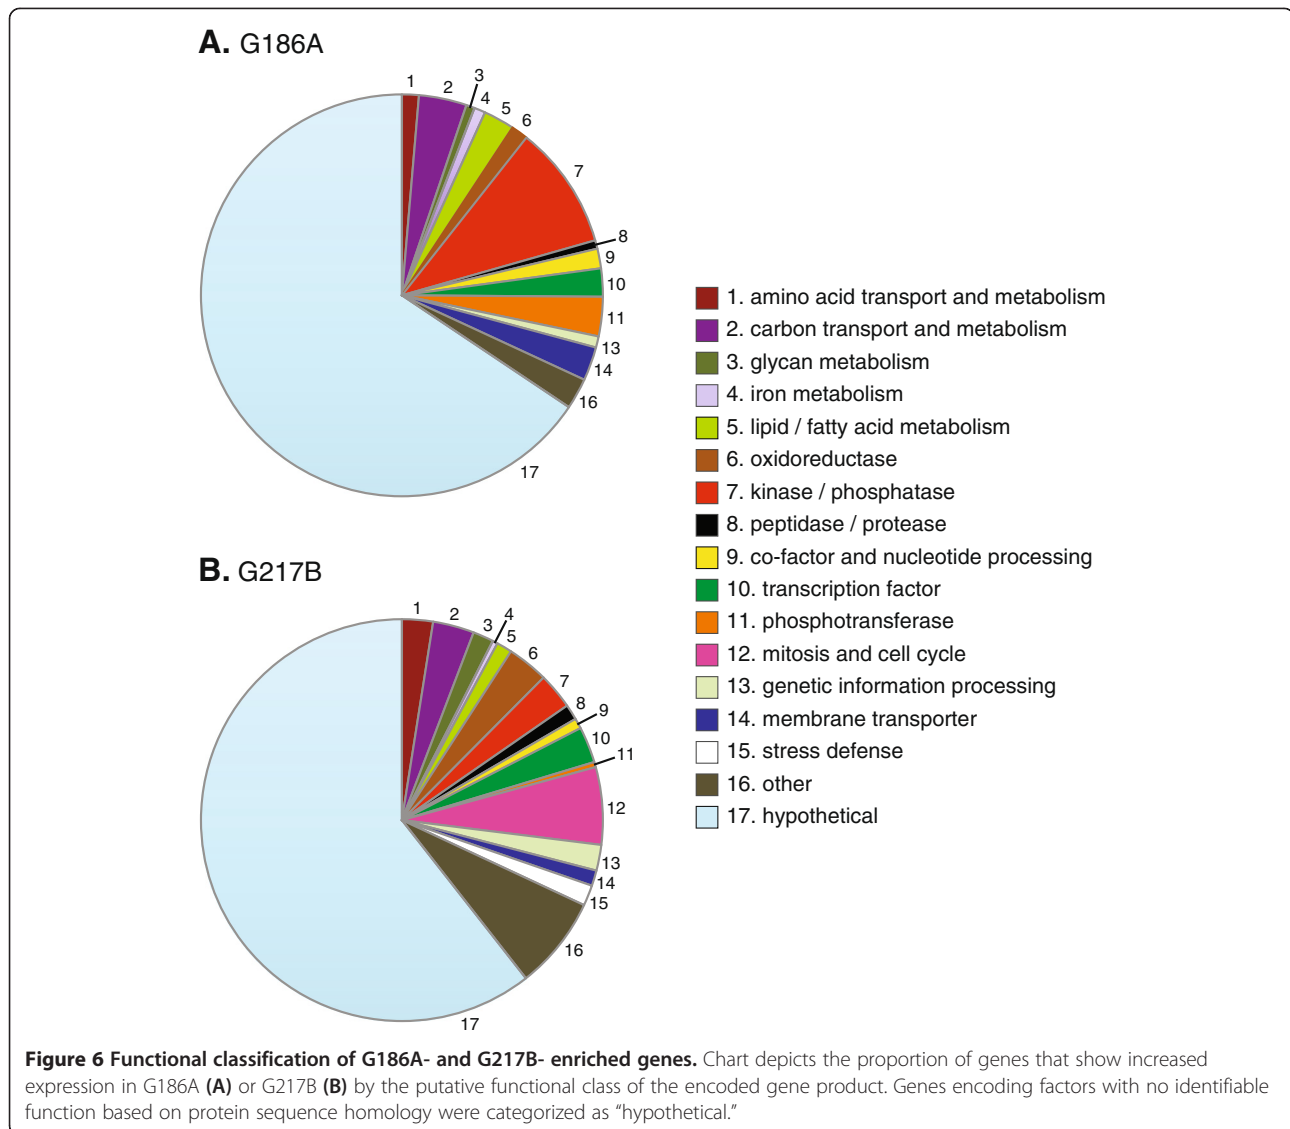 A. G186A
1
2
3
4
5
6
7
8
9
10
11
13
14
16
17
B. G217B
1
2
3
4
5
6
7
8
9
10
11
12
13
14
15
16
17
1. amino acid transport and metabolism
2. carbon transport and metabolism
3. glycan metabolism
4. iron metabolism
5. lipid / fatty acid metabolism
6. oxidoreductase
7. kinase / phosphatase
8. peptidase / protease
9. co-factor and nucleotide processing
10. transcription factor
11. phosphotransferase
12. mitosis and cell cycle
13. genetic information processing
14. membrane transporter
15. stress defense
16. other
17. hypothetical
Figure 6 Functional classification of G186A- and G217B- enriched genes. Chart depicts the proportion of genes that show increased
expression in G186A (A) or G217B (B) by the putative functional class of the encoded gene product. Genes encoding factors with no identifiable
function based on protein sequence homology were categorized as “hypothetical.”